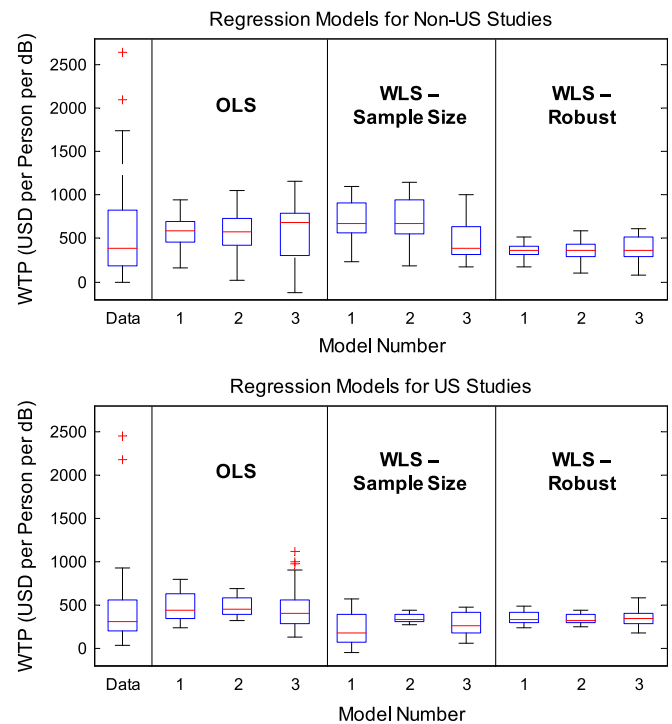 Regression Models for Non-US Studies
WTP (USD per Person per dB)
2500
2000
1500
1000
500
0
OLS
WLS –
Sample Size
WLS –
Robust
Data 1 2 3 1 2 3 1 2 3
Model Number
Regression Models for US Studies
WTP (USD per Person per dB)
2500
2000
1500
1000
500
0
OLS
WLS –
Sample Size
WLS –
Robust
Data 1 2 3 1 2 3 1 2 3
Model Number